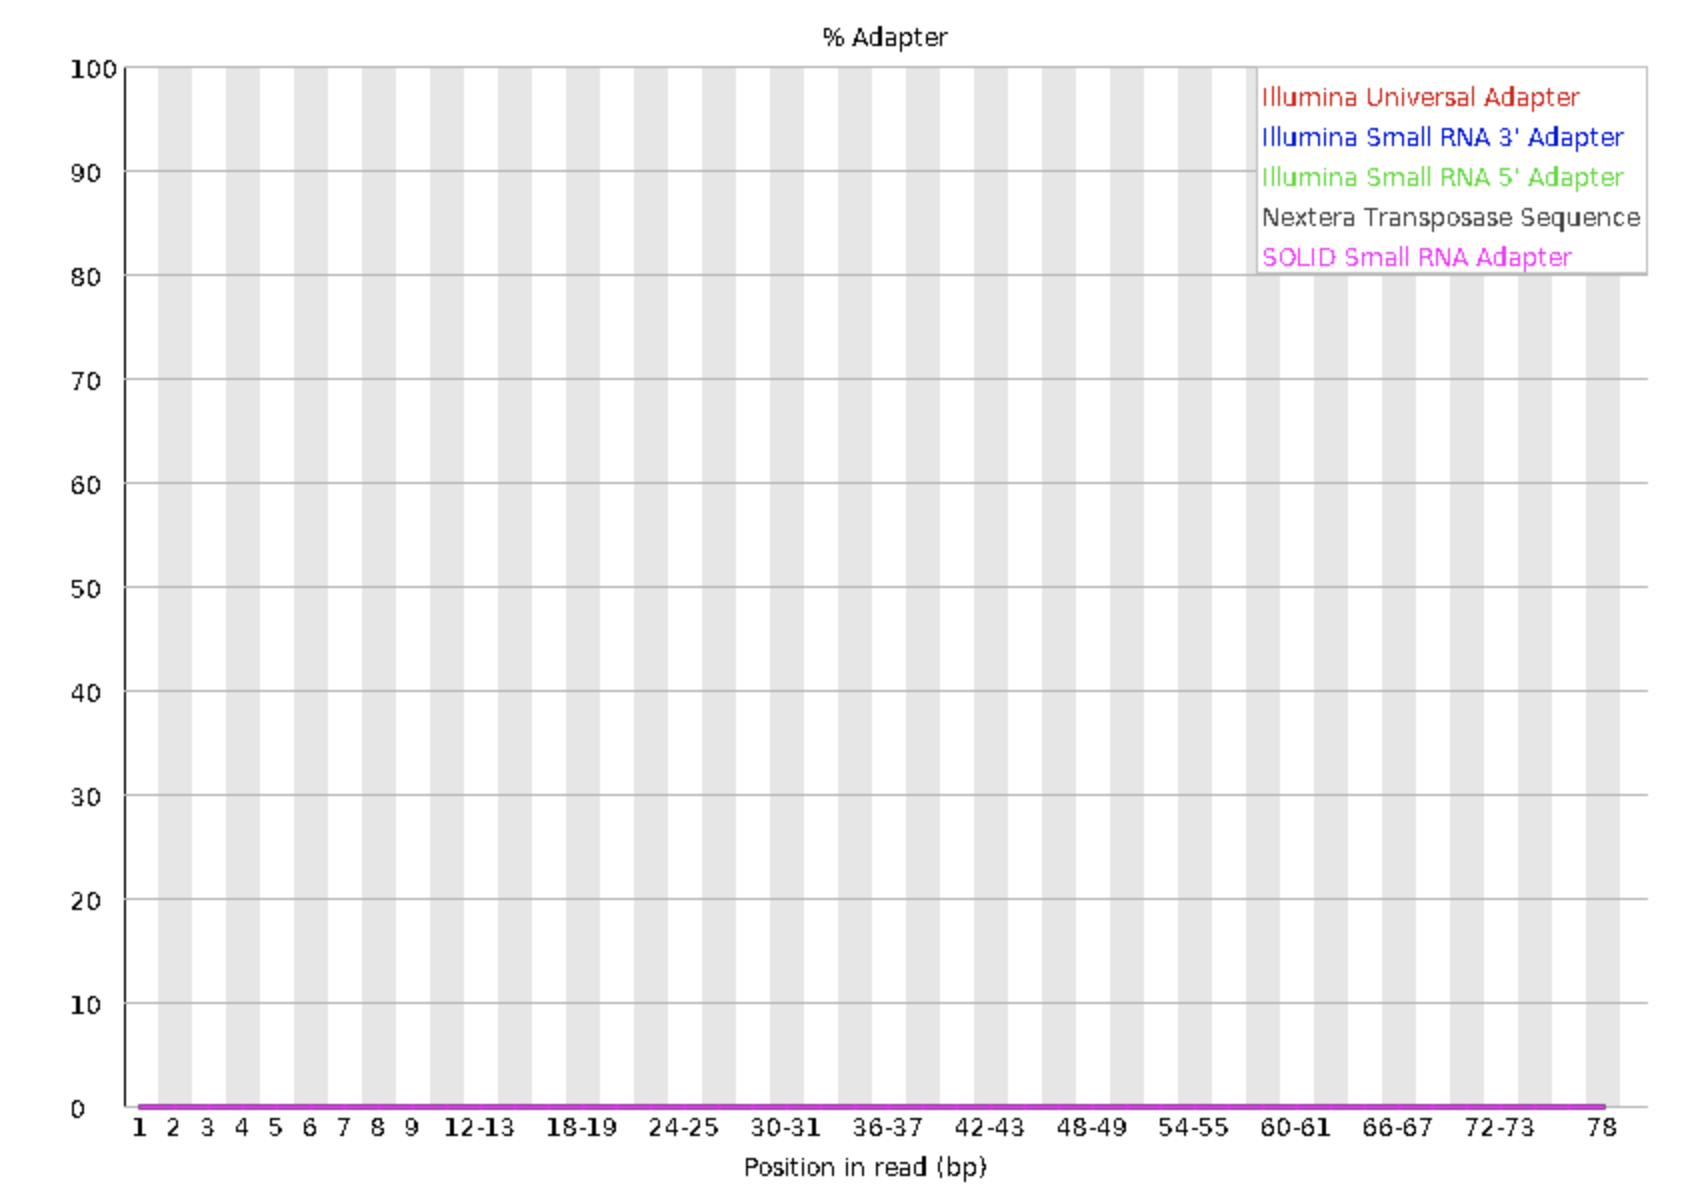 % Adapter
100
90
80
70
60
50
40
30
20
10
0
Illumina Universal Adapter
Illumina Small RNA 3' Adapter
Illumina Small RNA 5' Adapter
Nextera Transposase Sequence
SOLID Small RNA Adapter
1 2 3 4 5 6 7 8 9 12-13 18-19 24-25 30-31 36-37 42-43 48-49 54-55 60-61 66-67 72-73 78
Position in read (bp)